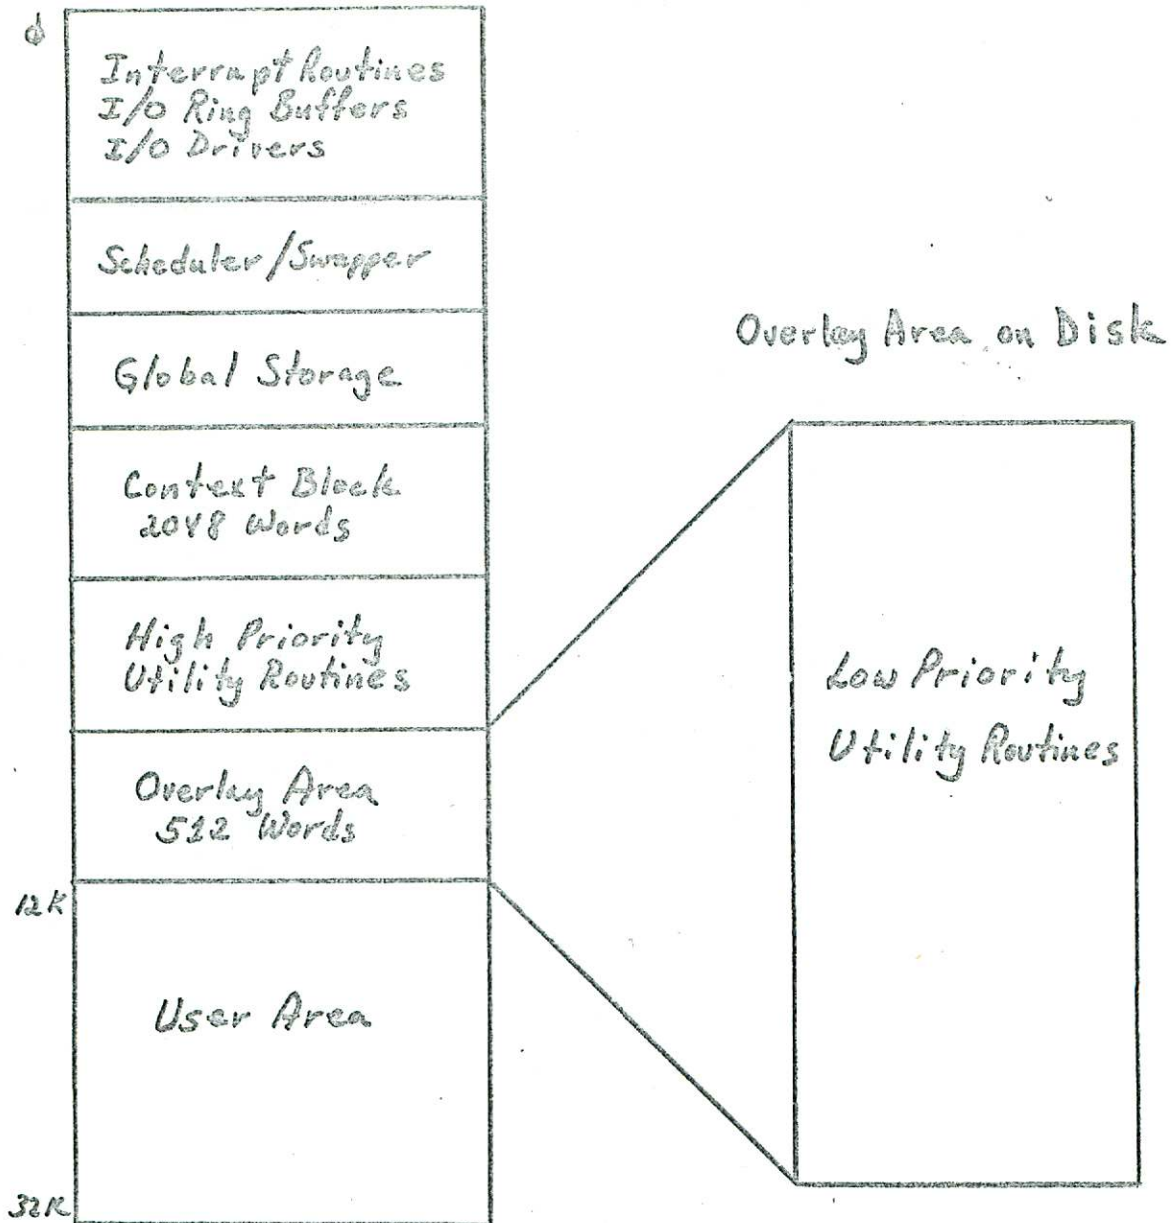 0
Interrupt Routines
I/O Ring Buffers
I/O Drivers
Scheduler/Swapper
Global Storage
Context Block
2048 Words
High Priority
Utility Routines
Overlay Area
512 Words
12K
User Area
32K
Overlay Area on Disk
Low Priority
Utility Routines